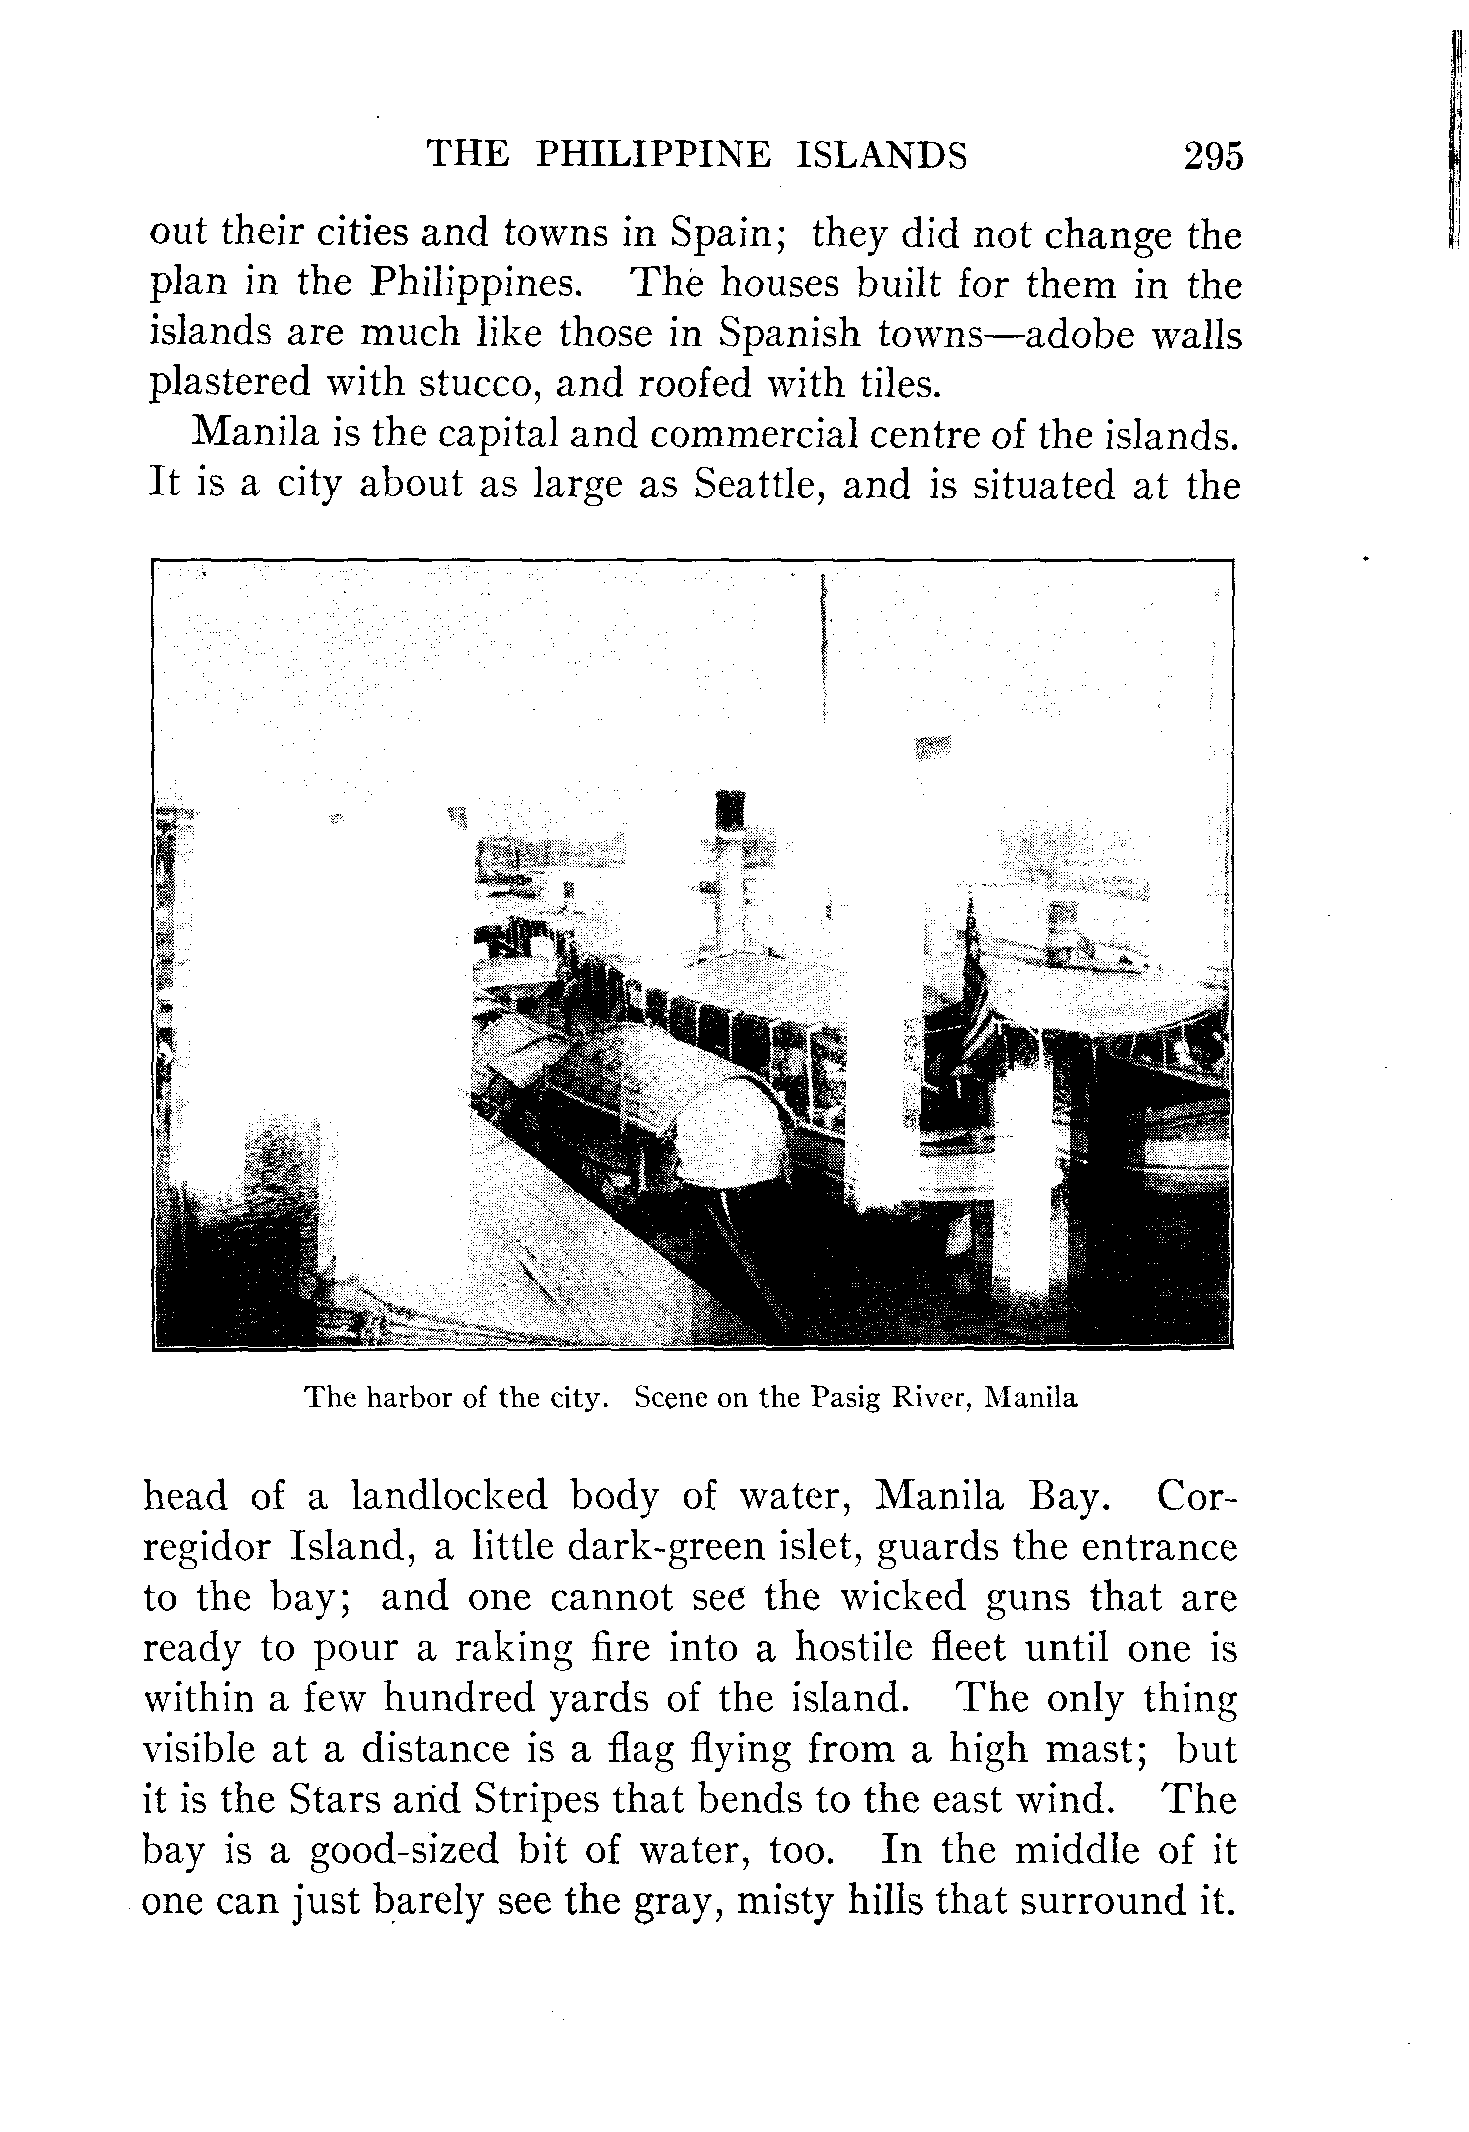 THE PHILIPPINE ISLANDS 295
out their cities and towns in Spain; they did not change the
plan in the Philippines. The houses built for them in the
islands are much like those in Spanish towns—adobe walls
plastered with stucco, and roofed with tiles.
Manila is the capital and commercial centre of the islands.
It is a city about as large as Seattle, and is situated at the
The harbor of the city. Scene on the Pasig River, Manila
head of a landlocked body of water, Manila Bay. Cor-
regidor Island, a little dark-green islet, guards the entrance
to the bay; and one cannot see the wicked guns that are
ready to pour a raking fire into a hostile fleet until one is
within a few hundred yards of the island. The only thing
visible at a distance is a flag flying from a high mast; but
it is the Stars and Stripes that bends to the east wind. The
bay is a good-sized bit of water, too. In the middle of it
one can just barely see the gray, misty hills that surround it.